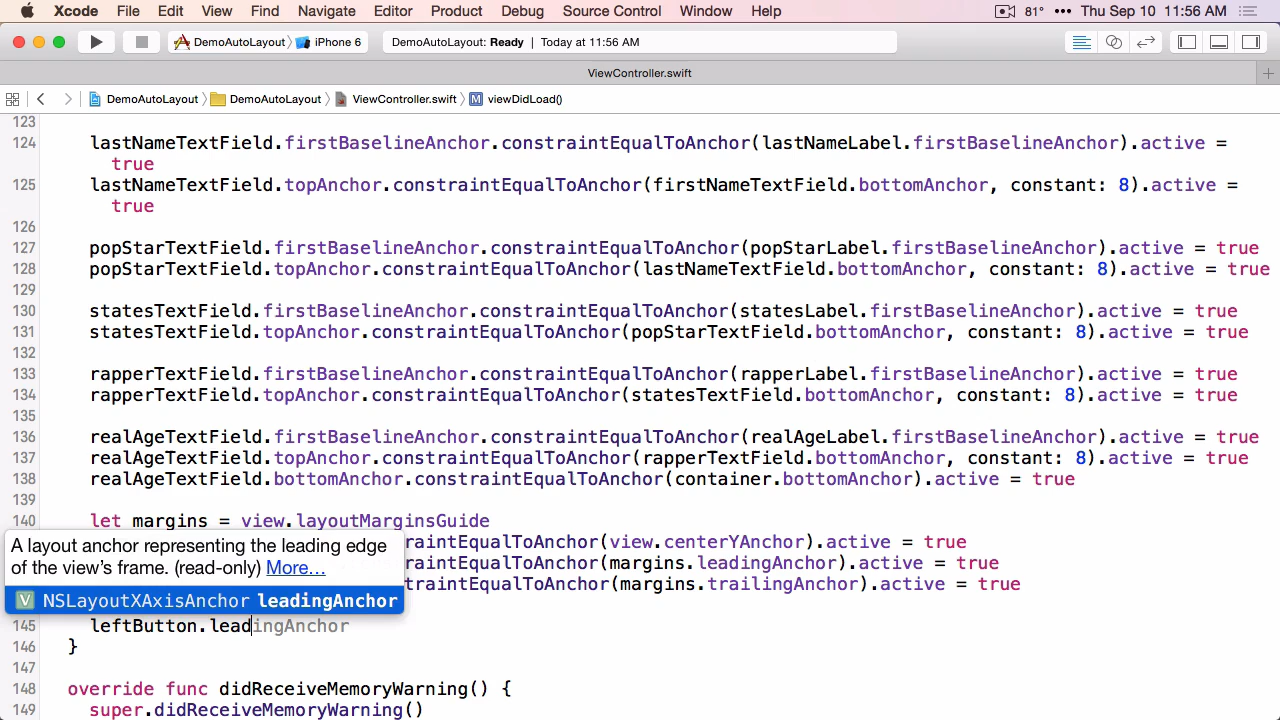 Xcode File Edit View Find Navigate Editor Product Debug Source Control Window Help 81° ••• Thu Sep 10 11:56 AM
DemoAutoLayout iPhone 6 DemoAutoLayout: Ready | Today at 11:56 AM
ViewController.swift
DemoAutoLayout DemoAutoLayout ViewController.swift M viewDidLoad()
123
124 lastNameTextField.firstBaselineAnchor.constraintEqualToAnchor(lastNameLabel.firstBaselineAnchor).active =
true
125 lastNameTextField.topAnchor.constraintEqualToAnchor(firstNameTextField.bottomAnchor, constant: 8).active =
true
126
127 popStarTextField.firstBaselineAnchor.constraintEqualToAnchor(popStarLabel.firstBaselineAnchor).active = true
128 popStarTextField.topAnchor.constraintEqualToAnchor(lastNameTextField.bottomAnchor, constant: 8).active = true
129
130 statesTextField.firstBaselineAnchor.constraintEqualToAnchor(statesLabel.firstBaselineAnchor).active = true
131 statesTextField.topAnchor.constraintEqualToAnchor(popStarTextField.bottomAnchor, constant: 8).active = true
132
133 rapperTextField.firstBaselineAnchor.constraintEqualToAnchor(rapperLabel.firstBaselineAnchor).active = true
134 rapperTextField.topAnchor.constraintEqualToAnchor(statesTextField.bottomAnchor, constant: 8).active = true
135
136 realAgeTextField.firstBaselineAnchor.constraintEqualToAnchor(realAgeLabel.firstBaselineAnchor).active = true
137 realAgeTextField.topAnchor.constraintEqualToAnchor(rapperTextField.bottomAnchor, constant: 8).active = true
138 realAgeTextField.bottomAnchor.constraintEqualToAnchor(container.bottomAnchor).active = true
139
140 let margins = view.layoutMarginsGuide
raintEqualToAnchor(view.centerYAnchor).active = true
A layout anchor representing the leading edge
of the view's frame. (read-only) More...
straintEqualToAnchor(margins.leadingAnchor).active = true
traintEqualToAnchor(margins.trailingAnchor).active = true
V NSLayoutXAxisAnchor leadingAnchor
145 leftButton.leadingAnchor
146 }
147
148 override func didReceiveMemoryWarning() {
149 super.didReceiveMemoryWarning()